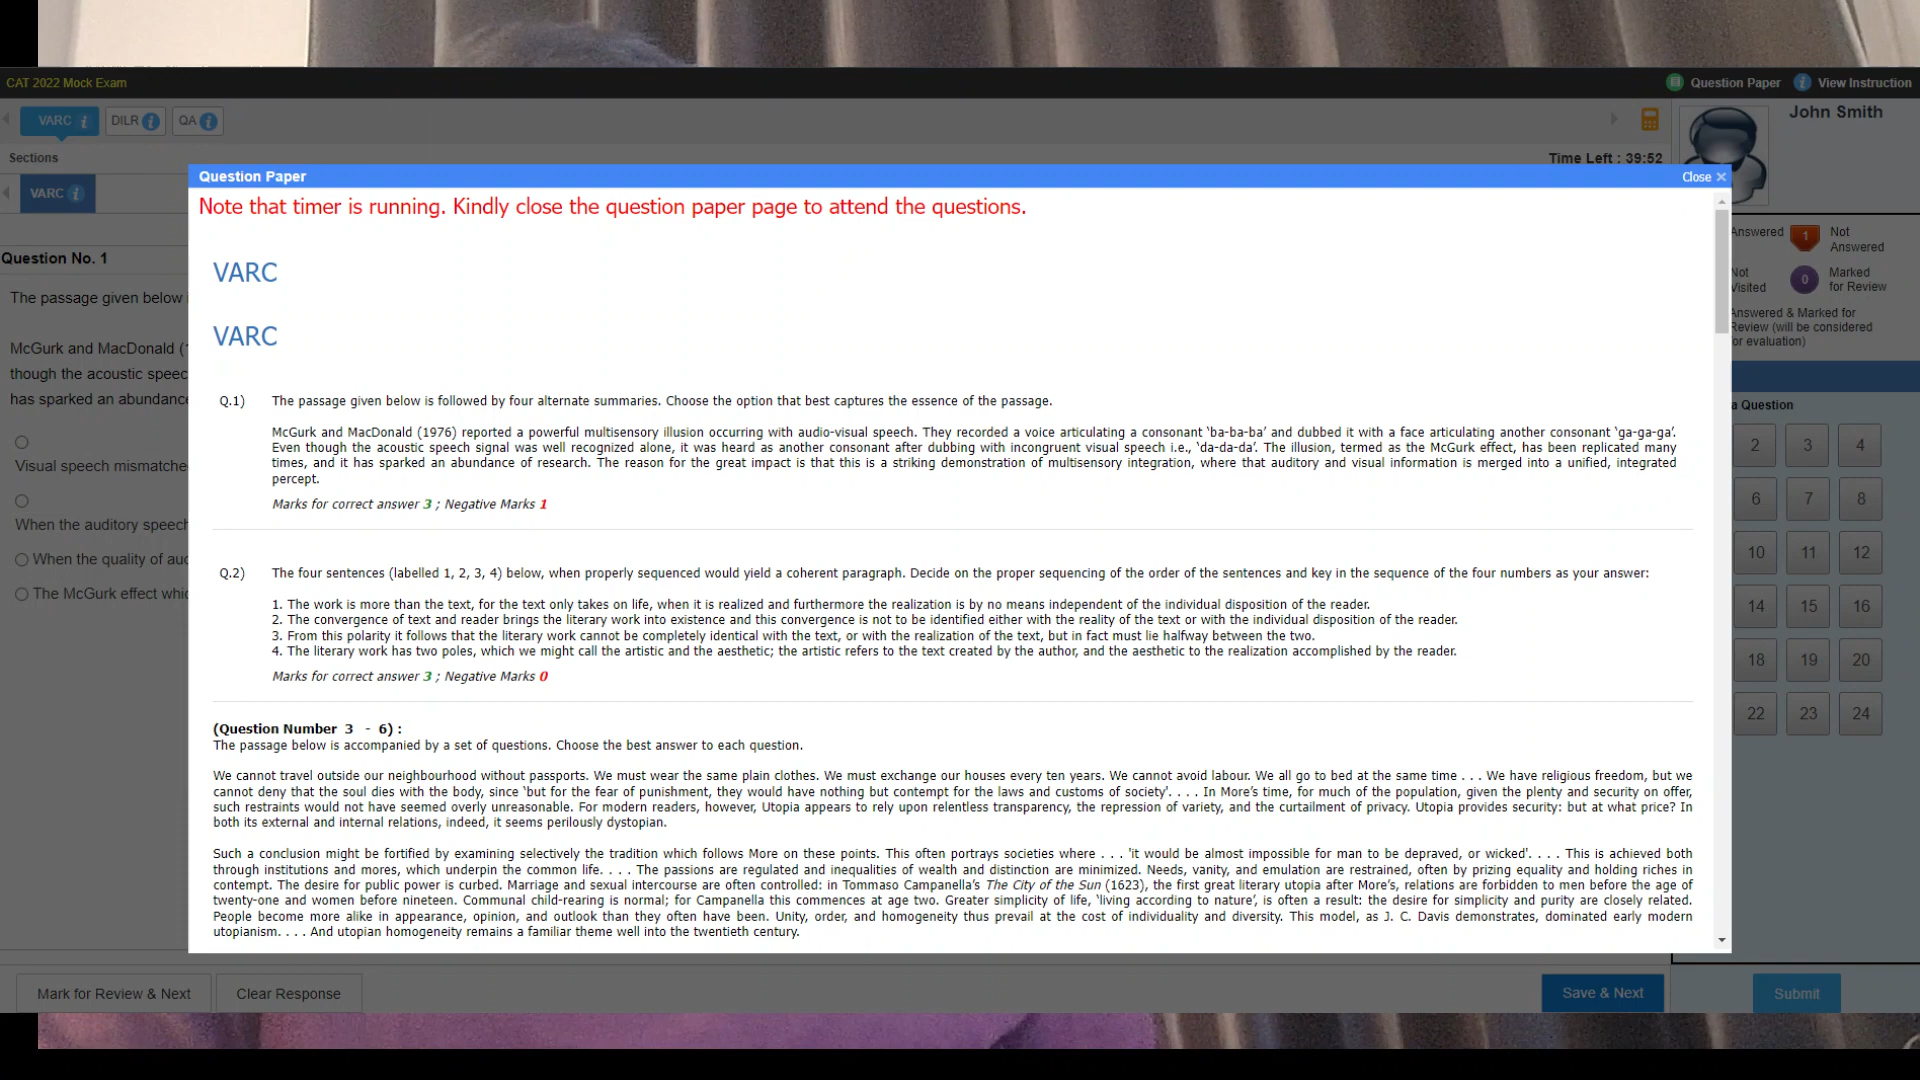 CAT 2022 Mock Exam
Question Paper
View Instruction
VARC
DILR
QA
John Smith
Sections
Time Left : 39:52
VARC
Question Paper
Close
Note that timer is running. Kindly close the question paper page to attend the questions.
VARC
VARC
Q.1) The passage given below is followed by four alternate summaries. Choose the option that best captures the essence of the passage.
McGurk and MacDonald (1976) reported a powerful multisensory illusion occurring with audio-visual speech. They recorded a voice articulating a consonant ‘ba-ba-ba’ and dubbed it with a face articulating another consonant ‘ga-ga-ga’.
Even though the acoustic speech signal was well recognized alone, it was heard as another consonant after dubbing with incongruent visual speech i.e., ‘da-da-da’. The illusion, termed as the McGurk effect, has been replicated many
times, and it has sparked an abundance of research. The reason for the great impact is that this is a striking demonstration of multisensory integration, where that auditory and visual information is merged into a unified, integrated
percept.
Marks for correct answer 3 ; Negative Marks 1
Q.2) The four sentences (labelled 1, 2, 3, 4) below, when properly sequenced would yield a coherent paragraph. Decide on the proper sequencing of the order of the sentences and key in the sequence of the four numbers as your answer:
1. The work is more than the text, for the text only takes on life, when it is realized and furthermore the realization is by no means independent of the individual disposition of the reader.
2. The convergence of text and reader brings the literary work into existence and this convergence is not to be identified either with the reality of the text or with the individual disposition of the reader.
3. From this polarity it follows that the literary work cannot be completely identical with the text, or with the realization of the text, but in fact must lie halfway between the two.
4. The literary work has two poles, which we might call the artistic and the aesthetic; the artistic refers to the text created by the author, and the aesthetic to the realization accomplished by the reader.
Marks for correct answer 3 ; Negative Marks 0
(Question Number 3 - 6) :
The passage below is accompanied by a set of questions. Choose the best answer to each question.
We cannot travel outside our neighbourhood without passports. We must wear the same plain clothes. We must exchange our houses every ten years. We cannot avoid labour. We all go to bed at the same time . . . We have religious freedom, but we
cannot deny that the soul dies with the body, since ‘but for the fear of punishment, they would have nothing but contempt for the laws and customs of society'. . . . In More’s time, for much of the population, given the plenty and security on offer,
such restraints would not have seemed overly unreasonable. For modern readers, however, Utopia appears to rely upon relentless transparency, the repression of variety, and the curtailment of privacy. Utopia provides security: but at what price? In
both its external and internal relations, indeed, it seems perilously dystopian.
Such a conclusion might be fortified by examining selectively the tradition which follows More on these points. This often portrays societies where . . . 'it would be almost impossible for man to be depraved, or wicked'. . . . This is achieved both
through institutions and mores, which underpin the common life. . . . The passions are regulated and inequalities of wealth and distinction are minimized. Needs, vanity, and emulation are restrained, often by prizing equality and holding riches in
contempt. The desire for public power is curbed. Marriage and sexual intercourse are often controlled: in Tommaso Campanella’s The City of the Sun (1623), the first great literary utopia after More’s, relations are forbidden to men before the age of
twenty-one and women before nineteen. Communal child-rearing is normal; for Campanella this commences at age two. Greater simplicity of life, ‘living according to nature’, is often a result: the desire for simplicity and purity are closely related.
People become more alike in appearance, opinion, and outlook than they often have been. Unity, order, and homogeneity thus prevail at the cost of individuality and diversity. This model, as J. C. Davis demonstrates, dominated early modern
utopianism. . . . And utopian homogeneity remains a familiar theme well into the twentieth century.
Question No. 1
The passage given below
McGurk and MacDonald (
though the acoustic speec
has sparked an abundance
Visual speech mismatche
When the auditory speech
When the quality of aud
The McGurk effect whic
Answered
1
Not
Answered
Not
Visited
0
Marked
for Review
Answered & Marked for
Review (will be considered
for evaluation)
a Question
2 3 4
6 7 8
10 11 12
14 15 16
18 19 20
22 23 24
Mark for Review & Next
Clear Response
Save & Next
Submit